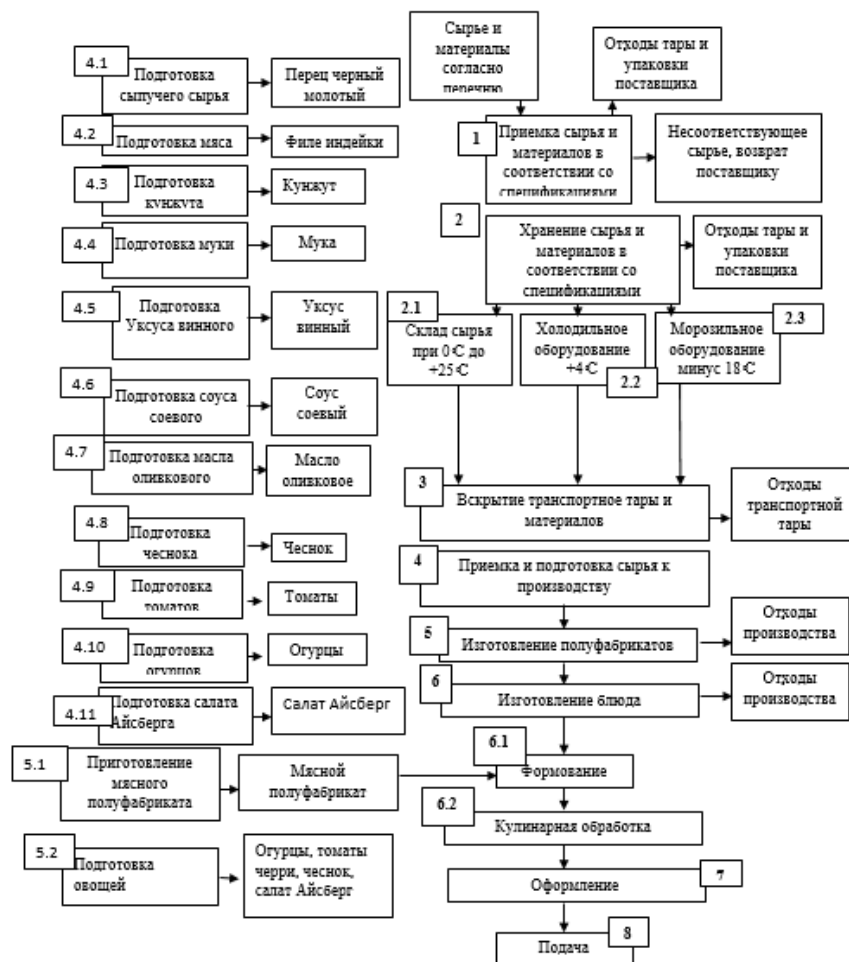 4.1
Подготовка
сыпучего сырья
Перец черный
молотый
4.2
Подготовка мяса
Филе индейки
4.3
Подготовка
кунжута
Кунжут
4.4
Подготовка муки
Мука
4.5
Подготовка
Уксуса винного
Уксус
винный
4.6
Подготовка соуса
соевого
Соус
соевый
4.7
Подготовка масла
оливкового
Масло
оливковое
4.8
Подготовка
чеснока
Чеснок
4.9
Подготовка
томатов
Томаты
4.10
Подготовка
огурцов
Огурцы
4.11
Подготовка салата
Айсберга
Салат Айсберг
5.1
Приготовление
мясного
полуфабриката
Мясной
полуфабрикат
5.2
Подготовка
овощей
Огурцы, томаты
черри, чеснок,
салат Айсберг
Сырье и
материалы
согласно
перечню
Отходы тары и
упаковки
поставщика
1
Приемка сырья и
материалов в
соответствии со
спецификациями
Несоответствующее
сырье, возврат
поставщику
2
Хранение сырья и
материалов в
соответствии со
спецификациями
Отходы тары и
упаковки
поставщика
2.1
Склад сырья
при 0°С до
+25°С
Холодильное
оборудование
+4°С
2.2
Морозильное
оборудование
минус 18°С
2.3
3
Вскрытие транспортное тары и
материалов
Отходы
транспортной
тары
4
Приемка и подготовка сырья к
производству
5
Изготовление полуфабрикатов
Отходы
производства
6
Изготовление блюда
Отходы
производства
6.1
Формование
6.2
Кулинарная обработка
Оформление
7
Подача
8